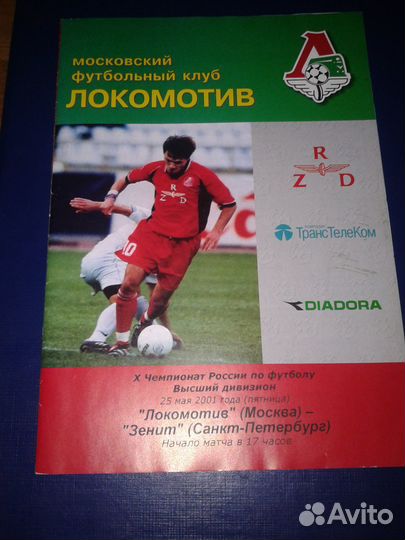 МОСКОВСКИЙ
ФУТБОЛЬНЫЙ КЛУБ
ЛОКОМОТИВ
Л
R
Z D
R
Z D
10
ТрансТелеКом
DIADORA
X Чемпионат России по футболу
Высший дивизион
25 мая 2001 года (пятница)
"Локомотив" (Москва) –
"Зенит" (Санкт-Петербург)
Начало матча в 17 часов
Avito